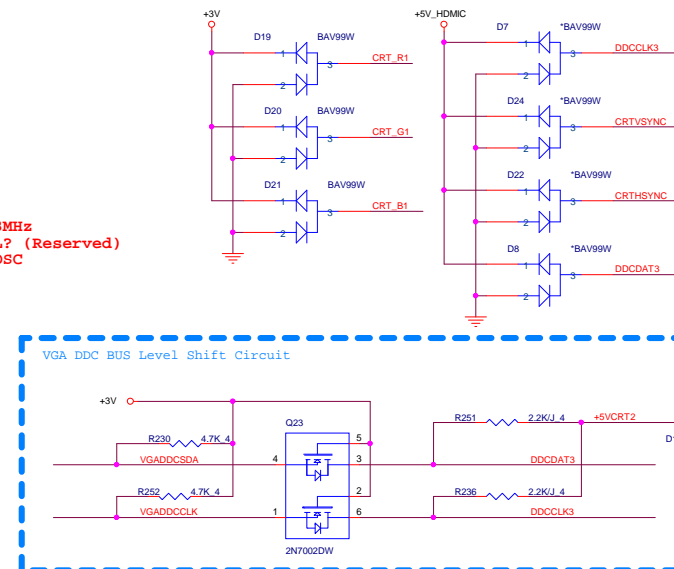 +3V
+5V_HDMIC
D19 BAV99W
1
2
3
CRT_R1
D20 BAV99W
1
2
3
CRT_G1
D21 BAV99W
1
2
3
CRT_B1
D7 *BAV99W
1
2
3
DDCCLK3
D24 *BAV99W
1
2
3
CRTVSYNC
D22 *BAV99W
1
2
3
CRTHSYNC
D8 *BAV99W
1
2
3
DDCDAT3
MHz
? (Reserved)
OSC
VGA DDC BUS Level Shift Circuit
+3V
R230 4.7K_4
VGADDCSDA
R252 4.7K_4
VGADDCCLK
Q23
4
5
3
2
1
6
2N7002DW
R251 2.2K/J_4
+5VCRT2
DDCDAT3
R236 2.2K/J_4
DDCCLK3